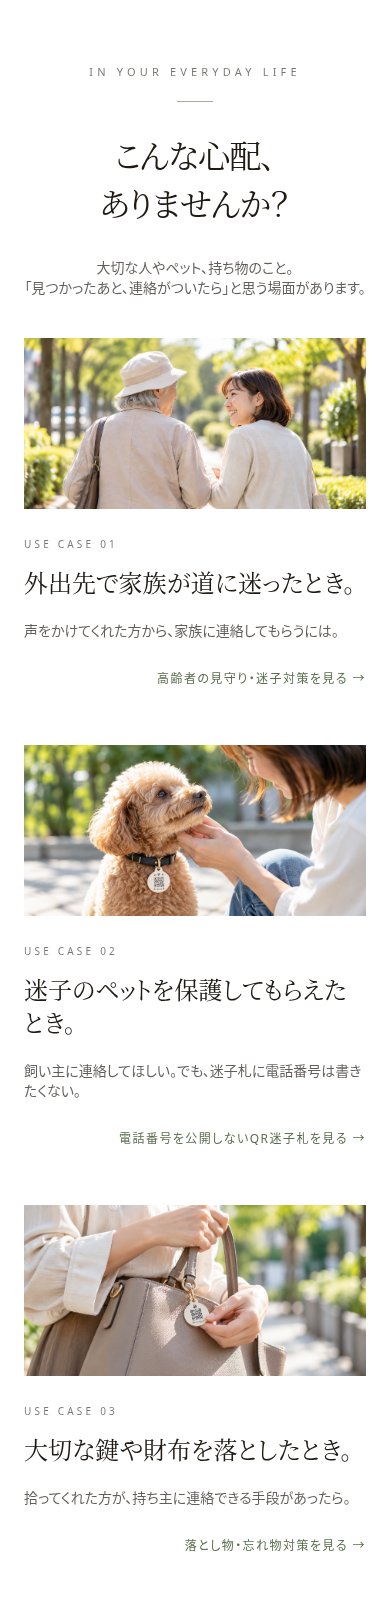 IN YOUR EVERYDAY LIFE
こんな心配、
ありませんか？
大切な人やペット、持ち物のこと。
「見つかったあと、連絡がついたら」と思う場面があります。
USE CASE 01
外出先で家族が道に迷ったとき。
声をかけてくれた方から、家族に連絡してもらうには。
高齢者の見守り・迷子対策を見る →
USE CASE 02
迷子のペットを保護してもらえた
とき。
飼い主に連絡してほしい。でも、迷子札に電話番号は書き
たくない。
電話番号を公開しないQR迷子札を見る →
USE CASE 03
大切な鍵や財布を落としたとき。
拾ってくれた方が、持ち主に連絡できる手段があったら。
落とし物・忘れ物対策を見る →